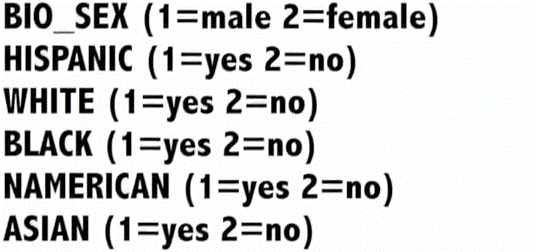 BIO_SEX (1=male 2=female)
HISPANIC (1=yes 2=no)
WHITE (1=yes 2=no)
BLACK (1=yes 2=no)
NAMERICAN (1=yes 2=no)
ASIAN (1=yes 2=no)